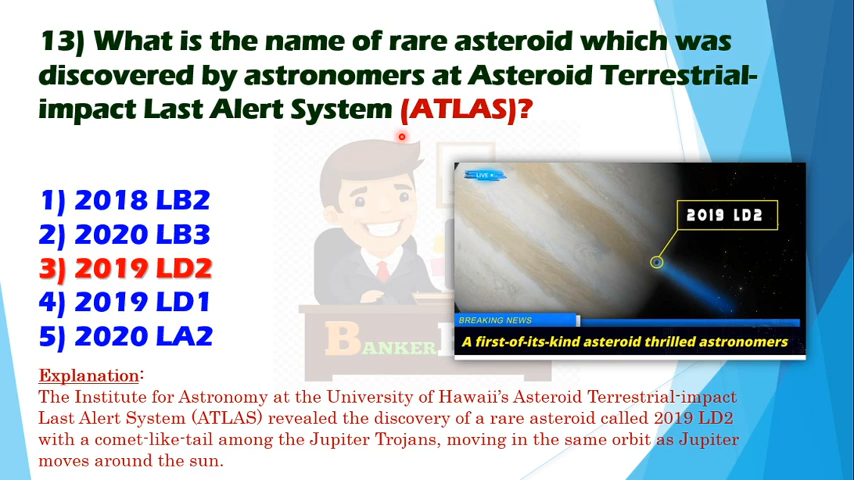 13) What is the name of rare asteroid which was
discovered by astronomers at Asteroid Terrestrial-
impact Last Alert System (ATLAS)?
1) 2018 LB2
2) 2020 LB3
3) 2019 LD2
4) 2019 LD1
5) 2020 LA2
LIVE
2019 LD2
BREAKING NEWS
A first-of-its-kind asteroid thrilled astronomers
BANKER
Explanation:
The Institute for Astronomy at the University of Hawaii's Asteroid Terrestrial-impact
Last Alert System (ATLAS) revealed the discovery of a rare asteroid called 2019 LD2
with a comet-like-tail among the Jupiter Trojans, moving in the same orbit as Jupiter
moves around the sun.